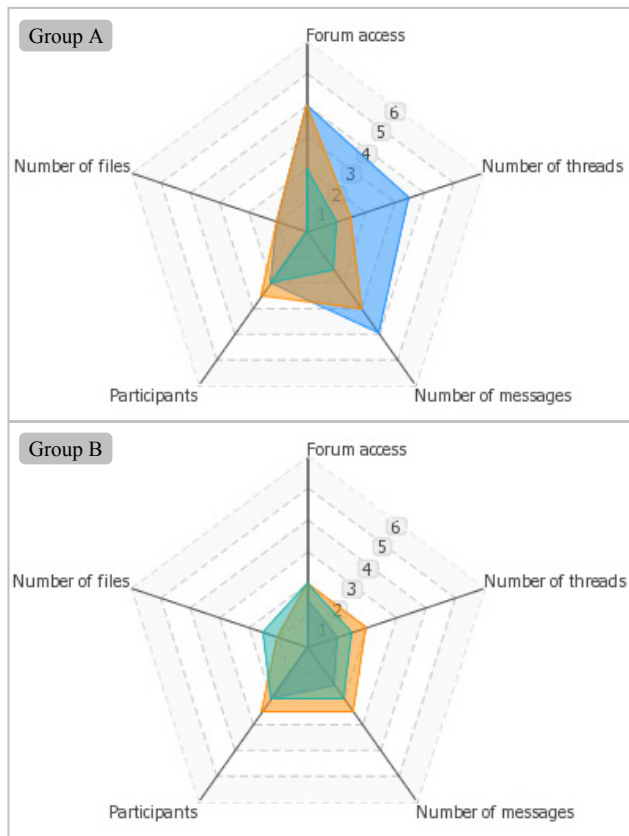 Group A
Forum access
6
5
4
3
2
1
Number of files
Number of threads
Participants
Number of messages
Group B
Forum access
6
5
4
3
2
1
Number of files
Number of threads
Participants
Number of messages